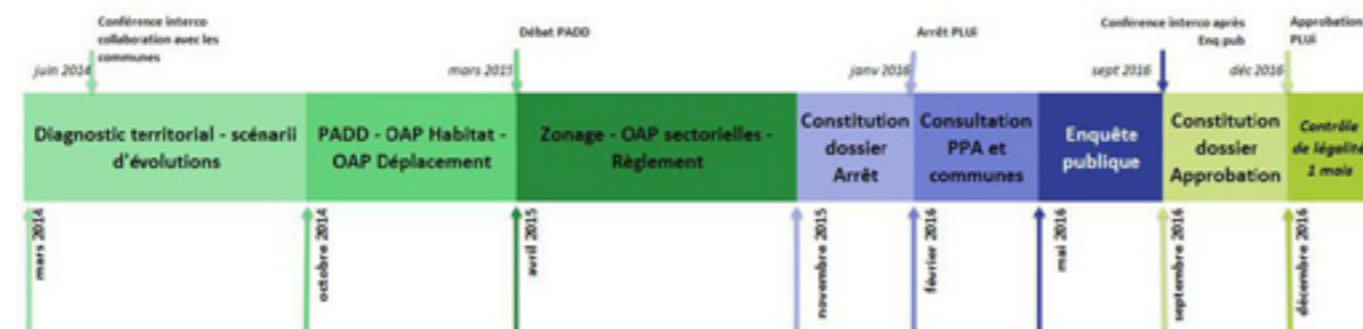 Conférence interco
collaboration avec les
communes
juin 2014
Débat PADD
mars 2015
Arrêt PLUi
janv 2016
Conférence interco après
Enq pub
sept 2016
Approbation
PLUi
déc 2016
Diagnostic territorial - scénarii
d'évolutions
PADD - OAP Habitat -
OAP Déplacement
Zonage - OAP sectorielles -
Règlement
Constitution
dossier
Arrêt
Consultation
PPA et
communes
Enquête
publique
Constitution
dossier
Approbation
Contrôle
de légalité
1 mois
mars 2014
octobre 2014
avril 2015
novembre 2015
février 2016
mai 2016
septembre 2016
décembre 2016